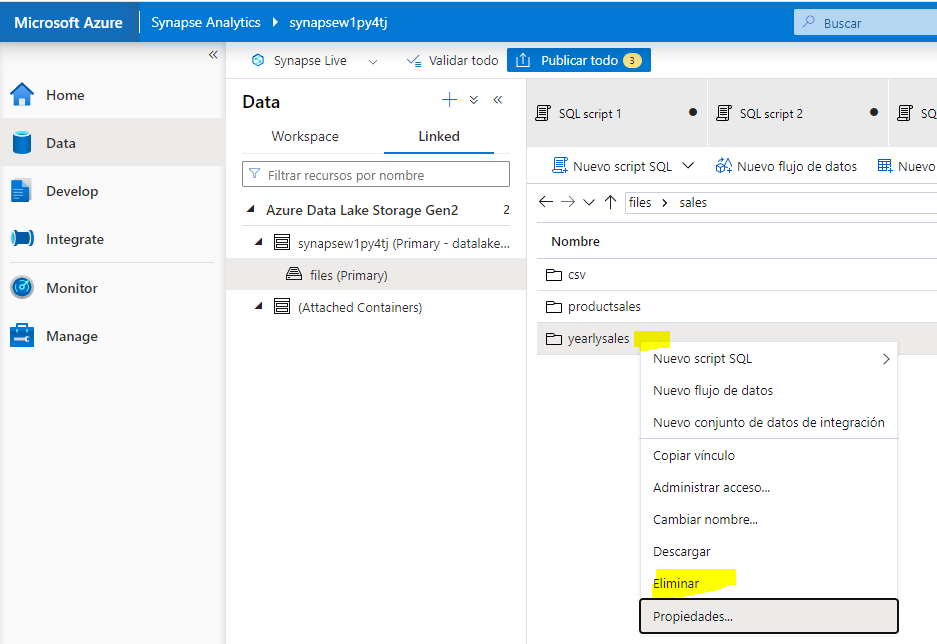 Microsoft Azure Synapse Analytics synapsew1py4tj Buscar
Home
Data
Develop
Integrate
Monitor
Manage
Synapse Live Validar todo Publicar todo 3
Data
Workspace Linked
Filtrar recursos por nombre
Azure Data Lake Storage Gen2 2
synapsew1py4tj (Primary - datalake...
files (Primary)
(Attached Containers)
SQL script 1 SQL script 2 SQ
Nuevo script SQL Nuevo flujo de datos Nuevo
files sales
Nombre
csv
productsales
yearlysales
Nuevo script SQL
Nuevo flujo de datos
Nuevo conjunto de datos de integración
Copiar vínculo
Administrar acceso...
Cambiar nombre...
Descargar
Eliminar
Propiedades...